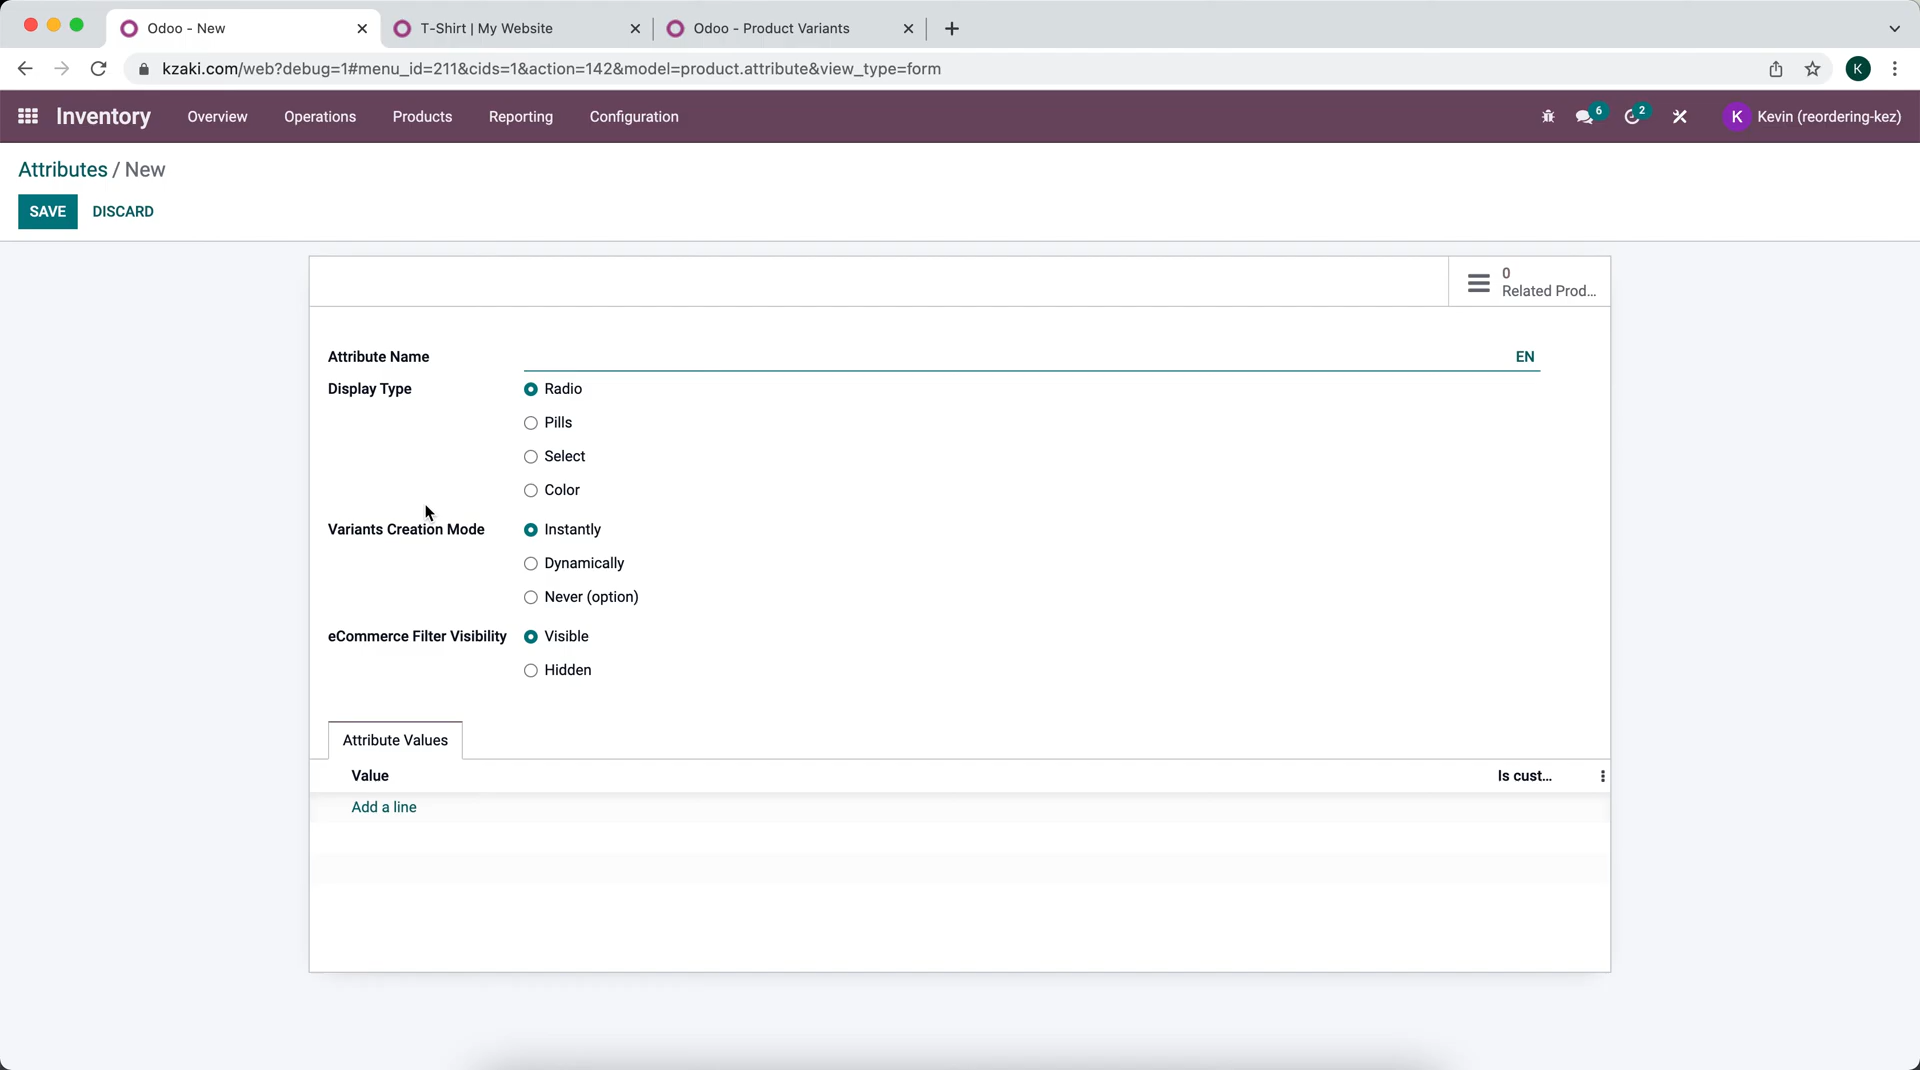 Odoo - New
T-Shirt | My Website
Odoo - Product Variants
kzaki.com/web?debug=1#menu_id=211&cids=1&action=142&model=product.attribute&view_type=form
K
Inventory
Overview
Operations
Products
Reporting
Configuration
6
2
K
Kevin (reordering-kez)
Attributes / New
SAVE
DISCARD
0
Related Prod...
Attribute Name
EN
Display Type
Radio
Pills
Select
Color
Variants Creation Mode
Instantly
Dynamically
Never (option)
eCommerce Filter Visibility
Visible
Hidden
Attribute Values
Value
Is cust...
Add a line